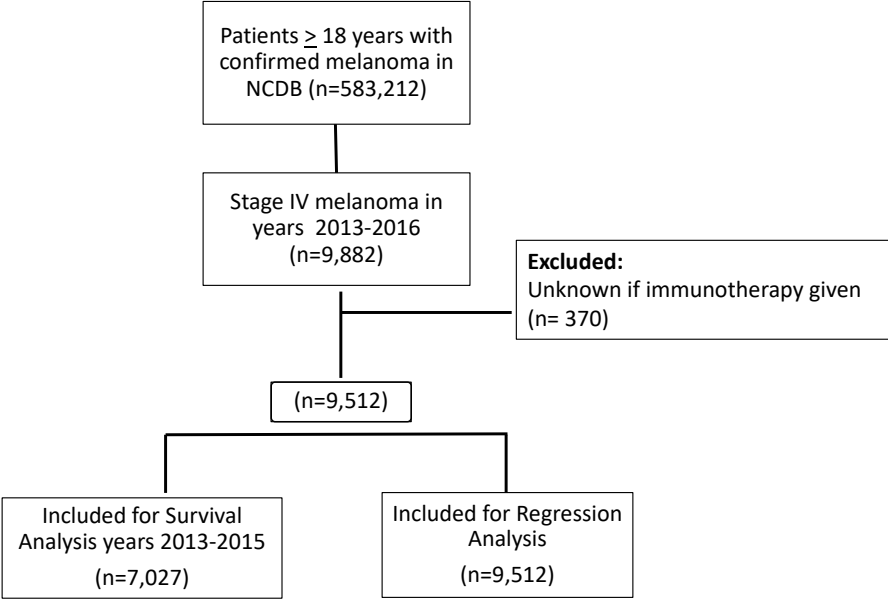 Patients ≥ 18 years with
confirmed melanoma in
NCDB (n=583,212)
Stage IV melanoma in
years 2013-2016
(n=9,882)
Excluded:
Unknown if immunotherapy given
(n= 370)
(n=9,512)
Included for Survival
Analysis years 2013-2015
(n=7,027)
Included for Regression
Analysis
(n=9,512)